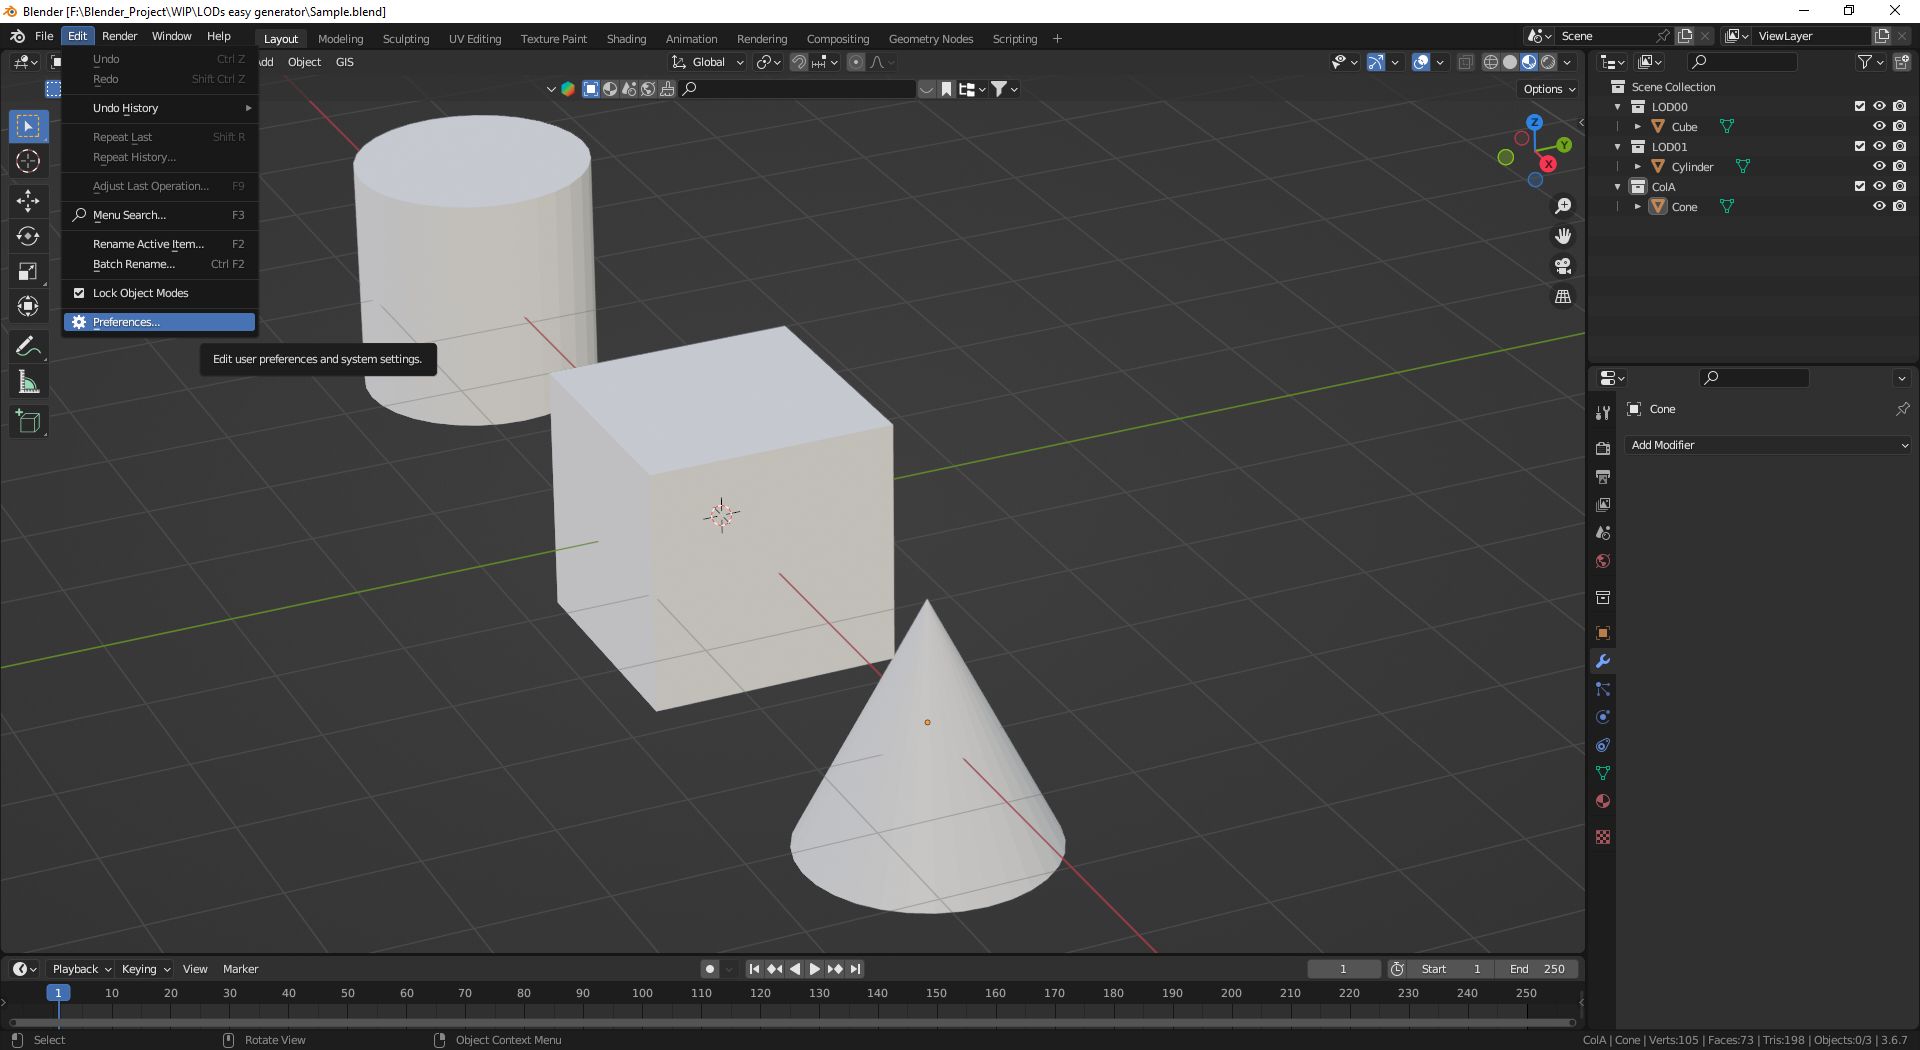 Blender [F:\Blender_Project\WIP\LODs easy generator\Sample.blend]
File Edit Render Window Help
Layout Modeling Sculpting UV Editing Texture Paint Shading Animation Rendering Compositing Geometry Nodes Scripting +
Scene
ViewLayer
Object GIS
Global
Options
Undo Ctrl Z
Redo Shift Ctrl Z
Undo History
Repeat Last Shift R
Repeat History...
Adjust Last Operation... F9
Menu Search... F3
Rename Active Item... F2
Batch Rename... Ctrl F2
Lock Object Modes
Preferences...
Edit user preferences and system settings.
Z
Y
X
Scene Collection
LOD00
Cube
LOD01
Cylinder
ColA
Cone
Cone
Add Modifier
Playback Keying View Marker
1 Start 1 End 250
1 10 20 30 40 50 60 70 80 90 100 110 120 130 140 150 160 170 180 190 200 210 220 230 240 250
Select Rotate View Object Context Menu
ColA | Cone | Verts:105 | Faces:73 | Tris:198 | Objects:0/3 | 3.6.7